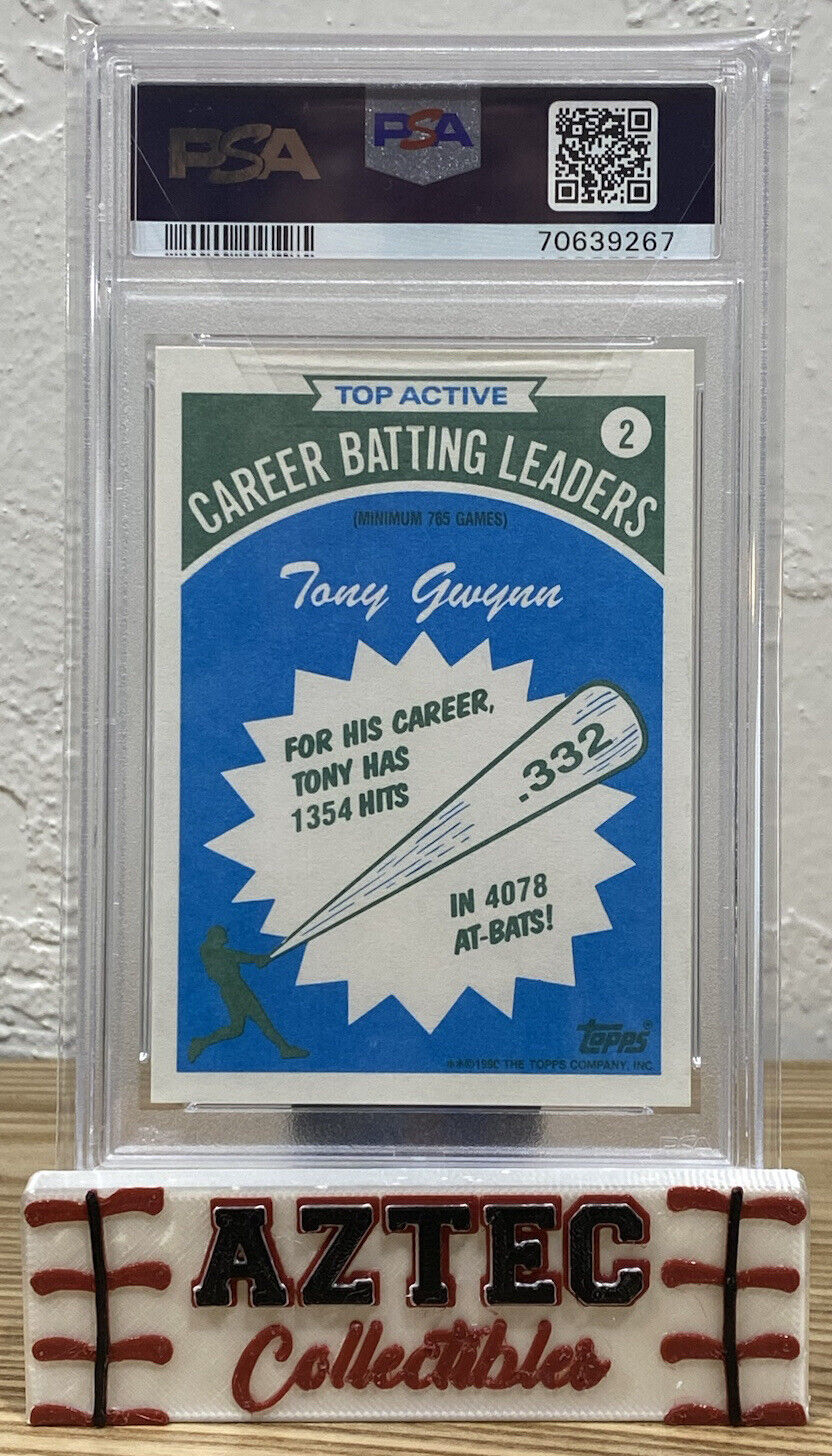 PSA
PSA
70639267
TOP ACTIVE
2
CAREER BATTING LEADERS
(MINIMUM 765 GAMES)
Tony Gwynn
FOR HIS CAREER,
TONY HAS
1354 HITS
.332
IN 4078
AT-BATS!
topps®
**©1990 THE TOPPS COMPANY, INC.
AZTEC
Collectibles